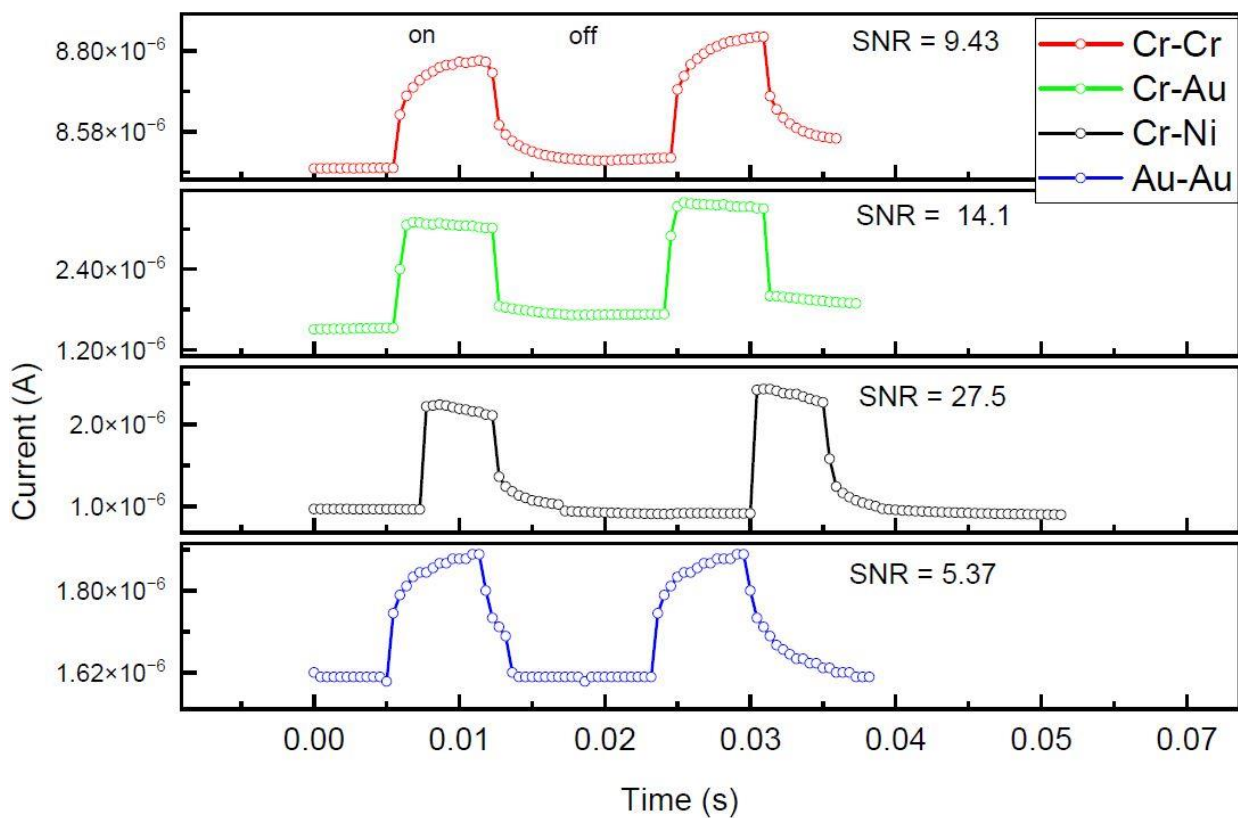 on off SNR = 9.43
8.80×10⁻⁶
8.58×10⁻⁶
Cr-Cr
Cr-Au
Cr-Ni
Au-Au
SNR = 14.1
2.40×10⁻⁶
1.20×10⁻⁶
SNR = 27.5
2.0×10⁻⁶
1.0×10⁻⁶
SNR = 5.37
1.80×10⁻⁶
1.62×10⁻⁶
Current (A)
0.00 0.01 0.02 0.03 0.04 0.05 0.07
Time (s)